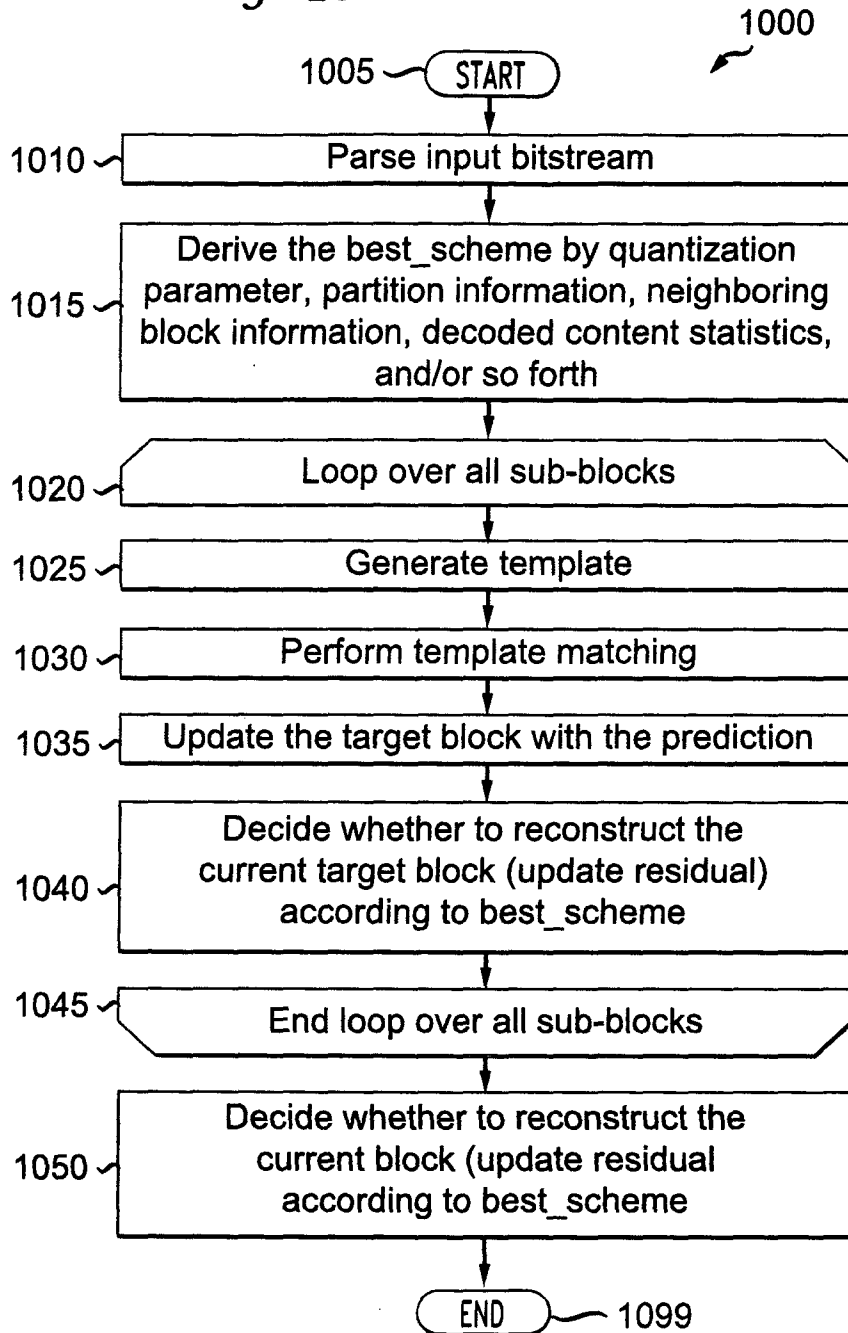 1000
1005 START
1010 Parse input bitstream
1015 Derive the best_scheme by quantization
parameter, partition information, neighboring
block information, decoded content statistics,
and/or so forth
1020 Loop over all sub-blocks
1025 Generate template
1030 Perform template matching
1035 Update the target block with the prediction
1040 Decide whether to reconstruct the
current target block (update residual)
according to best_scheme
1045 End loop over all sub-blocks
1050 Decide whether to reconstruct the
current block (update residual
according to best_scheme
END 1099